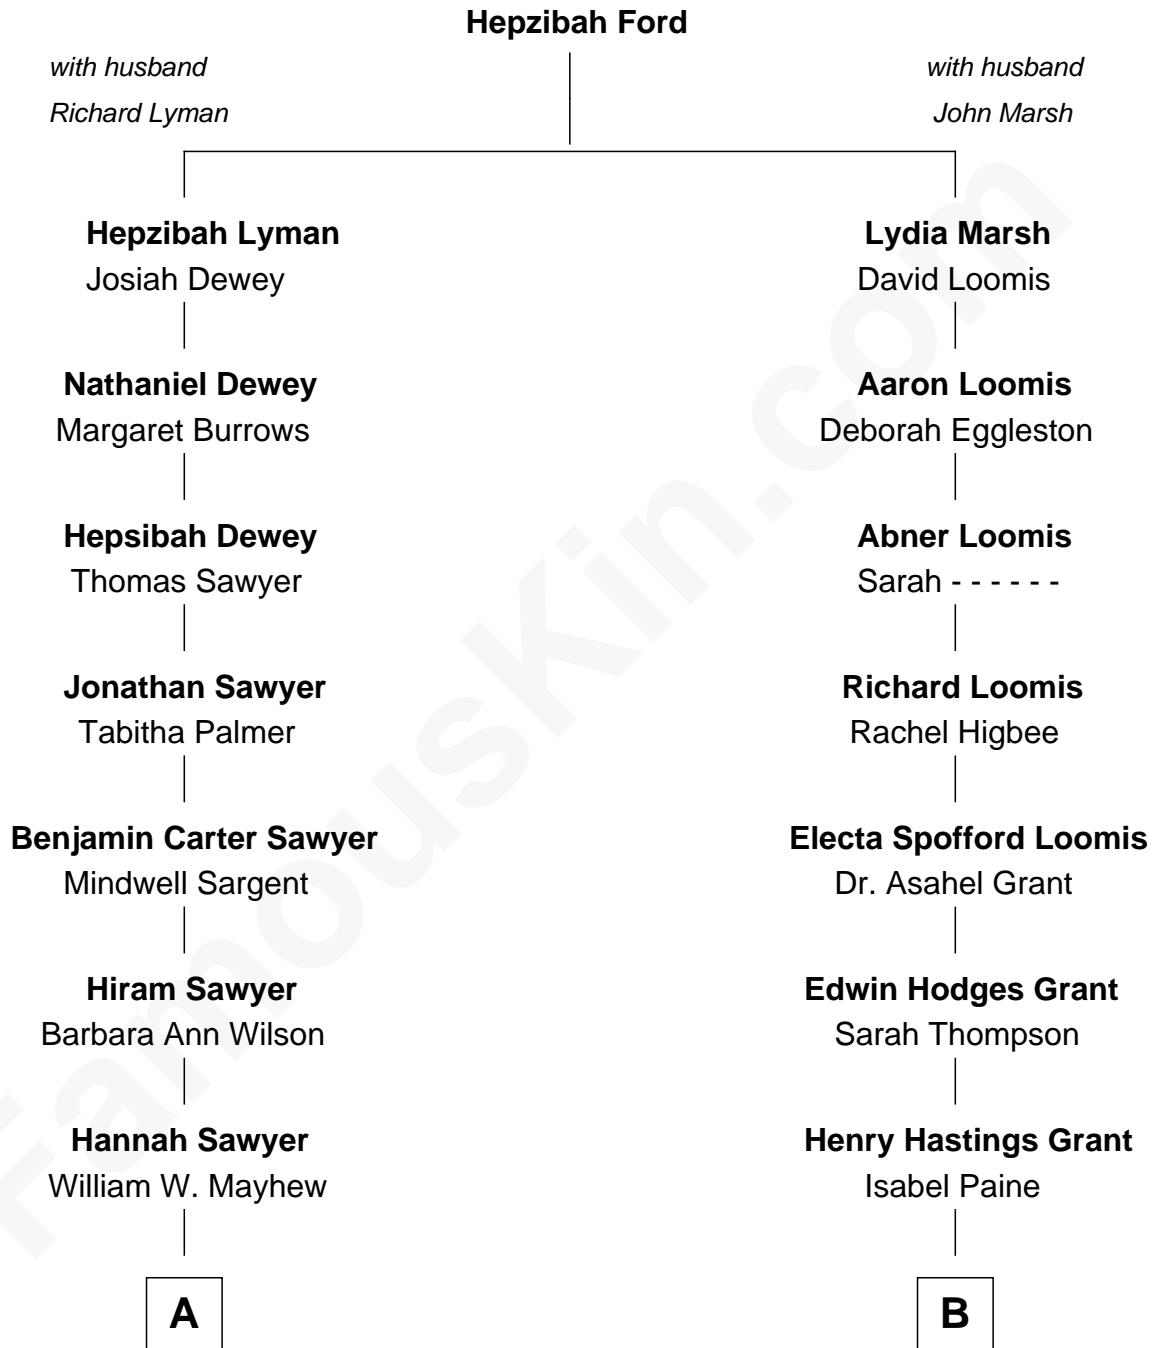 Hepzibah Ford
with husband
Richard Lyman
with husband
John Marsh
Hepzibah Lyman
Josiah Dewey
Lydia Marsh
David Loomis
Nathaniel Dewey
Margaret Burrows
Aaron Loomis
Deborah Eggleston
Hepsibah Dewey
Thomas Sawyer
Abner Loomis
Sarah - - - - - -
Jonathan Sawyer
Tabitha Palmer
Richard Loomis
Rachel Higbee
Benjamin Carter Sawyer
Mindwell Sargent
Electa Spofford Loomis
Dr. Asahel Grant
Hiram Sawyer
Barbara Ann Wilson
Edwin Hodges Grant
Sarah Thompson
Hannah Sawyer
William W. Mayhew
Henry Hastings Grant
Isabel Paine
A
B
FamousKin.com